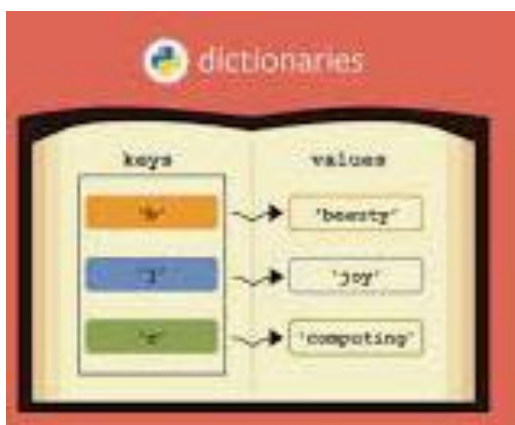 dictionaries
keys values
'b' 'beauty'
'j' 'joy'
'c' 'computing'